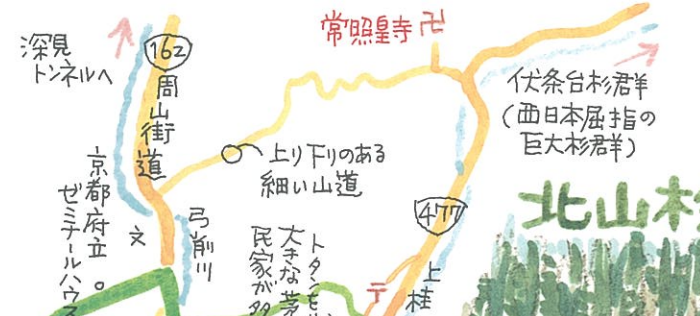 深見
トンネルへ
162
周山街道
常照皇寺
卍
伏条台杉群
(西日本屈指の
巨大杉群)
上り下りのある
細い山道
477
京都府立
ゼミナールハウス
文
弓削川
トタンを
大きな茅
民家が多
〒
上桂
北山杉